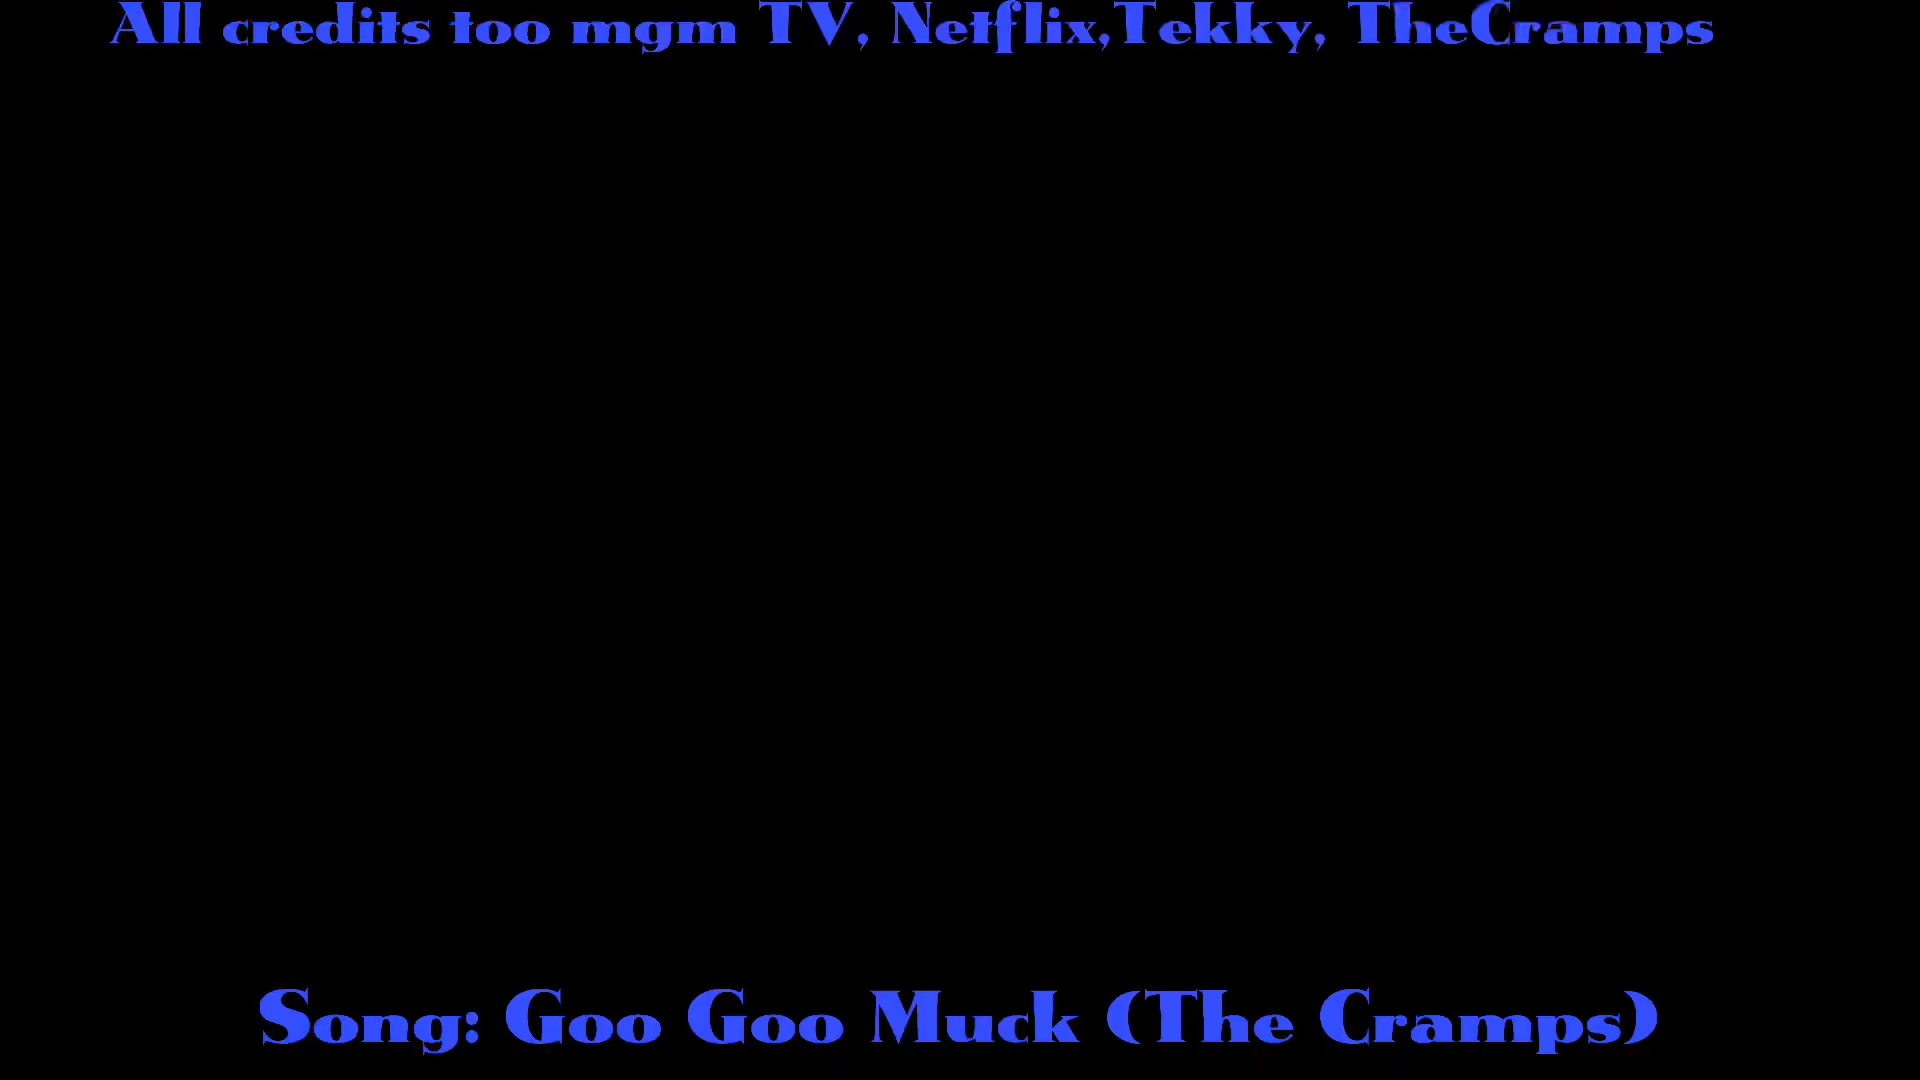 All credits too mgm TV, Netflix,Tekky, TheCramps
Song: Goo Goo Muck (The Cramps)